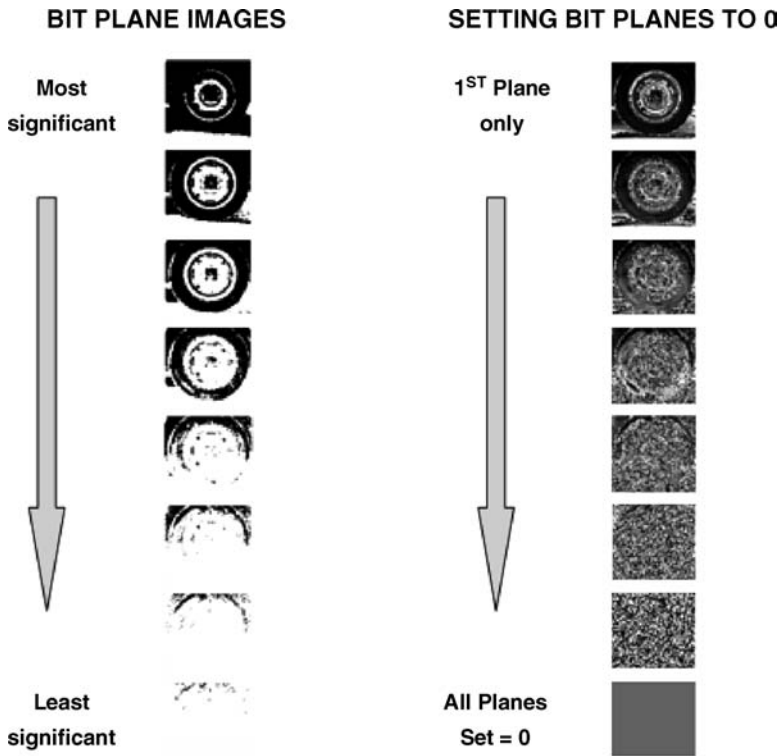 BIT PLANE IMAGES
Most
significant
Least
significant
SETTING BIT PLANES TO 0
1ST Plane
only
All Planes
Set = 0